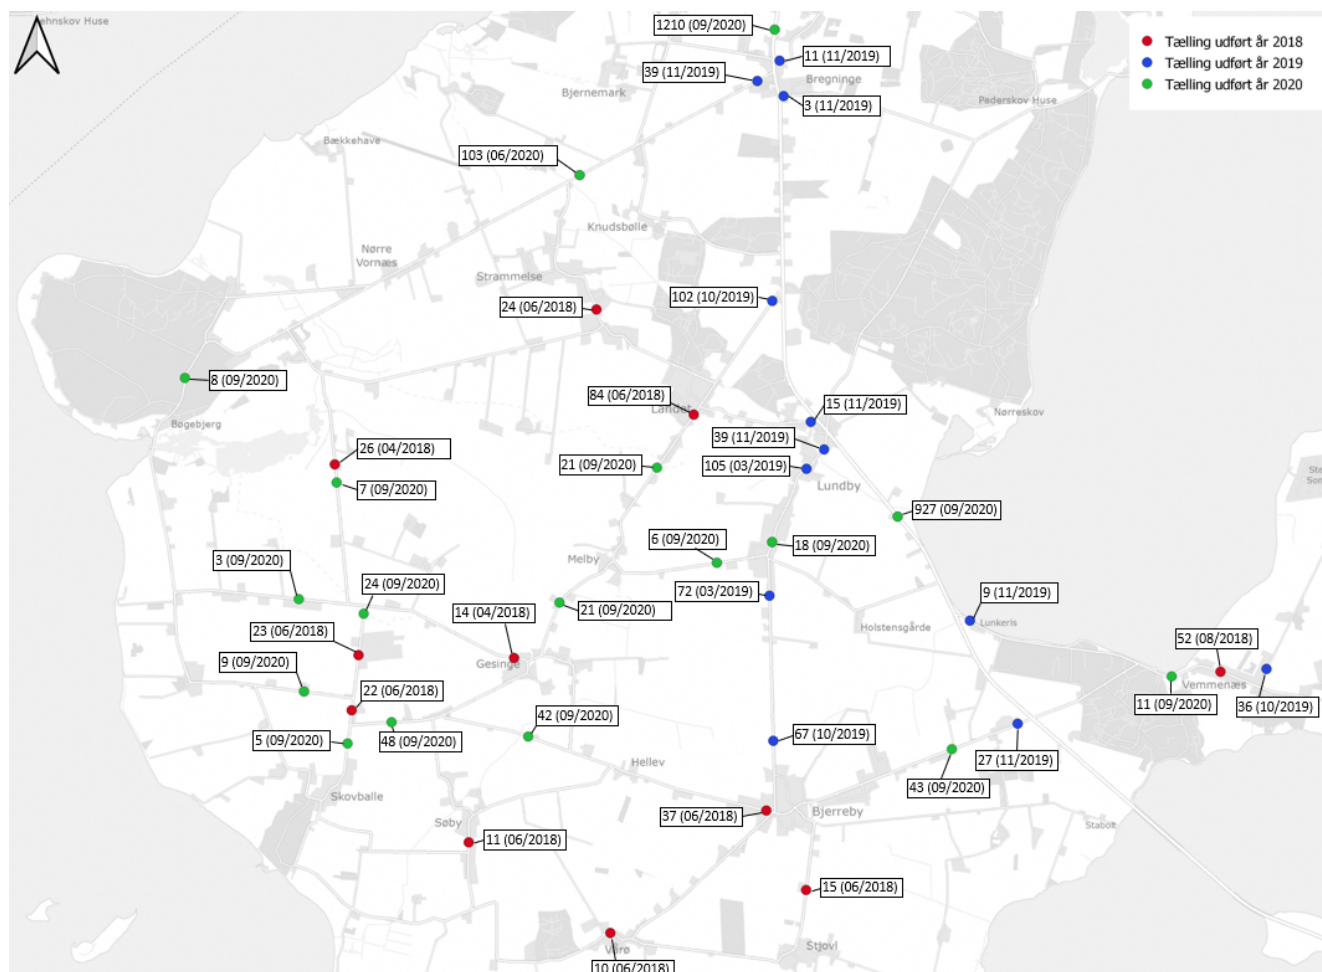 ehnskov Huse
1210 (09/2020)
Tælling udført år 2018
Tælling udført år 2019
Tælling udført år 2020
11 (11/2019)
39 (11/2019)
Bregninge
Bjernemark
3 (11/2019)
Pederskov Huse
Bækkehave
103 (06/2020)
Knudsbølle
Nørre
Vornæs
Strammelse
102 (10/2019)
24 (06/2018)
8 (09/2020)
84 (06/2018)
Landet
15 (11/2019)
Nørreskov
Bøgebjerg
39 (11/2019)
26 (04/2018)
21 (09/2020)
105 (03/2019)
Lundby
7 (09/2020)
927 (09/2020)
6 (09/2020)
18 (09/2020)
Melby
3 (09/2020)
24 (09/2020)
72 (03/2019)
9 (11/2019)
14 (04/2018)
21 (09/2020)
Lunkeris
Holstensgårde
23 (06/2018)
52 (08/2018)
Gesinge
9 (09/2020)
Vemmenæs
22 (06/2018)
11 (09/2020)
36 (10/2019)
42 (09/2020)
5 (09/2020)
48 (09/2020)
67 (10/2019)
27 (11/2019)
Hellev
43 (09/2020)
Skovballe
Bjerreby
37 (06/2018)
Søby
Stabolt
11 (06/2018)
15 (06/2018)
Stjovl
10 (06/2018)